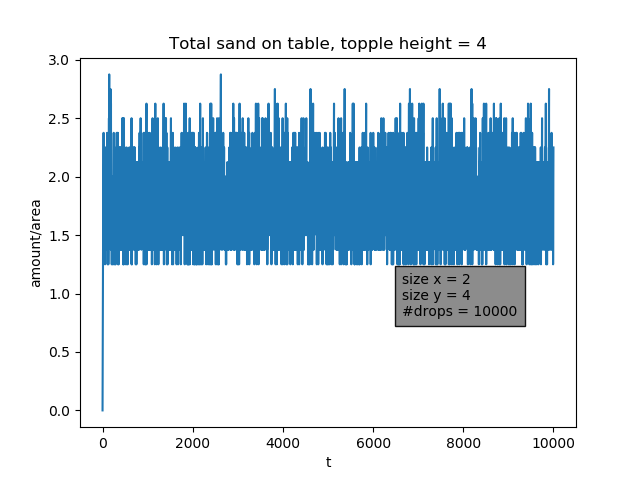 Total sand on table, topple height = 4
3.0
2.5
2.0
1.5
1.0
0.5
0.0
amount/area
size x = 2
size y = 4
#drops = 10000
0
2000
4000
6000
8000
10000
t